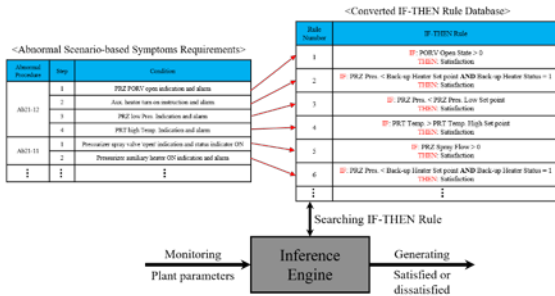 <Converted IF-THEN Rule Database>
<Abnormal Scenario-based Symptoms Requirements>
Abnormal Procedure
Step
Condition
Ab21-12
1
PRZ PORV open indication and alarm
2
Aux. heater turn on instruction and alarm
3
PRZ low Pres. Indication and alarm
4
PRT high Temp. Indication and alarm
Ab21-11
1
Pressurizer spray valve 'open' indication and status indicator ON
2
Pressurizer auxiliary heater ON indication and alarm
Rule Number
IF-THEN Rule
1
IF: PORV Open State > 0
THEN: Satisfaction
2
IF: PRZ Pres. < Back-up Heater Set point AND Back-up Heater Status = 1
THEN: Satisfaction
3
IF: PRZ Pres. < PRZ Pres. Low Set point
THEN: Satisfaction
4
IF: PRT Temp. > PRT Temp. High Set point
THEN: Satisfaction
5
IF: PRZ Spray Flow > 0
THEN: Satisfaction
6
IF: PRZ Pres. < Back-up Heater Set point AND Back-up Heater Status = 1
THEN: Satisfaction
Searching IF-THEN Rule
Monitoring
Plant parameters
Inference
Engine
Generating
Satisfied or
dissatisfied